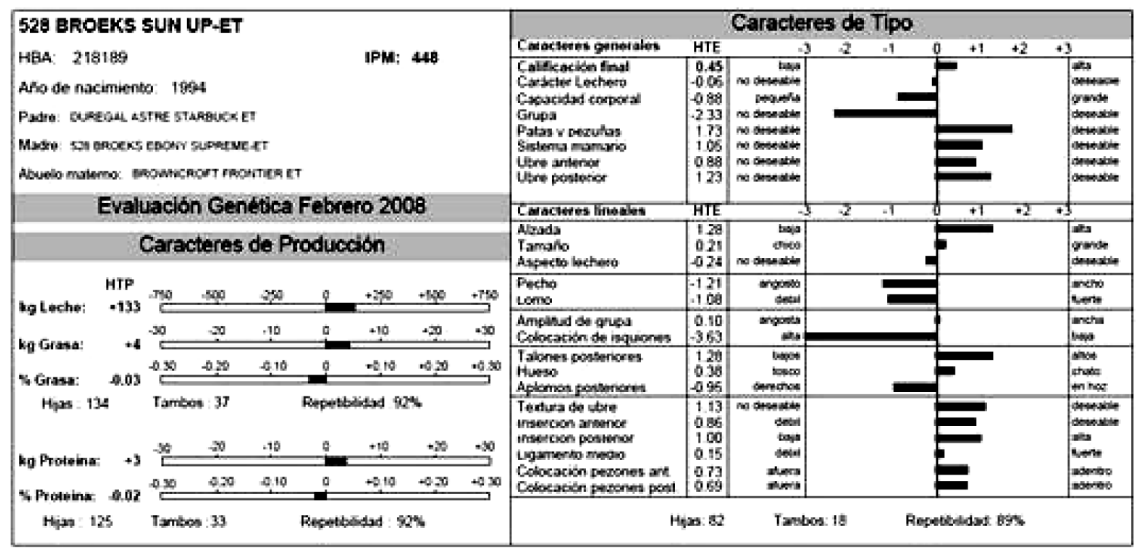 528 BROEKS SUN UP-ET
HBA: 218189 IPM: 448
Año de nacimiento: 1994
Padre: DUREGAL ASTRE STARBUCK ET
Madre: 528 BROEKS EBONY SUPREME-ET
Abuelo materno: BROWNCROFT FRONTIER ET
Evaluación Genética Febrero 2008
Caracteres de Producción
HTP
-750 -500 -250 0 +250 +500 +750
kg Leche: +133
-30 -20 -10 0 +10 +20 +30
kg Grasa: +4
-0.30 -0.20 -0.10 0 +0.10 +0.20 +0.30
% Grasa: -0.03
Hijas : 134 Tambos : 37 Repetibilidad : 92%
-30 -20 -10 0 +10 +20 +30
kg Proteina: +3
-0.30 -0.20 -0.10 0 +0.10 +0.20 +0.30
% Proteina: -0.02
Hijas : 125 Tambos : 33 Repetibilidad : 92%
Caracteres de Tipo
Caracteres generales HTE -3 -2 -1 0 +1 +2 +3
Calificación final 0.45 baja alta
Carácter Lechero -0.06 no deseable deseable
Capacidad corporal -0.88 pequeña grande
Grupa -2.33 no deseable deseable
Patas y pezuñas 1.73 no deseable deseable
Sistema mamario 1.05 no deseable deseable
Ubre anterior 0.88 no deseable deseable
Ubre posterior 1.23 no deseable deseable
Caracteres lineales HTE -3 -2 -1 0 +1 +2 +3
Alzada 1.28 baja alta
Tamaño 0.21 chico grande
Aspecto lechero -0.24 no deseable deseable
Pecho -1.21 angosto ancho
Lomo -1.08 debil fuerte
Amplitud de grupa 0.10 angosta ancha
Colocación de isquiones -3.63 alta baja
Talones posteriores 1.28 bajos altos
Hueso 0.38 tosco chato
Aplomos posteriores -0.95 derechos en hoz
Textura de ubre 1.13 no deseable deseable
Insercion anterior 0.86 debil deseable
Insercion posterior 1.00 baja alta
Ligamento medio 0.15 debil fuerte
Colocación pezones ant. 0.73 afuera adentro
Colocación pezones post. 0.69 afuera adentro
Hijas: 82 Tambos: 18 Repetibilidad: 89%